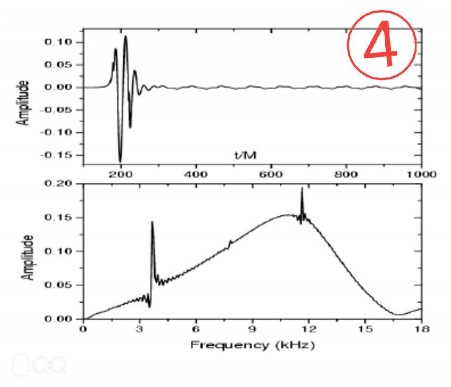 ④
0.10
0.05
0.00
-0.05
-0.10
-0.15
Amplitude
t/M
200 400 600 800 1000
0.20
0.15
0.10
0.05
0.00
Amplitude
0 3 6 9 12 15 18
Frequency (kHz)
QQ